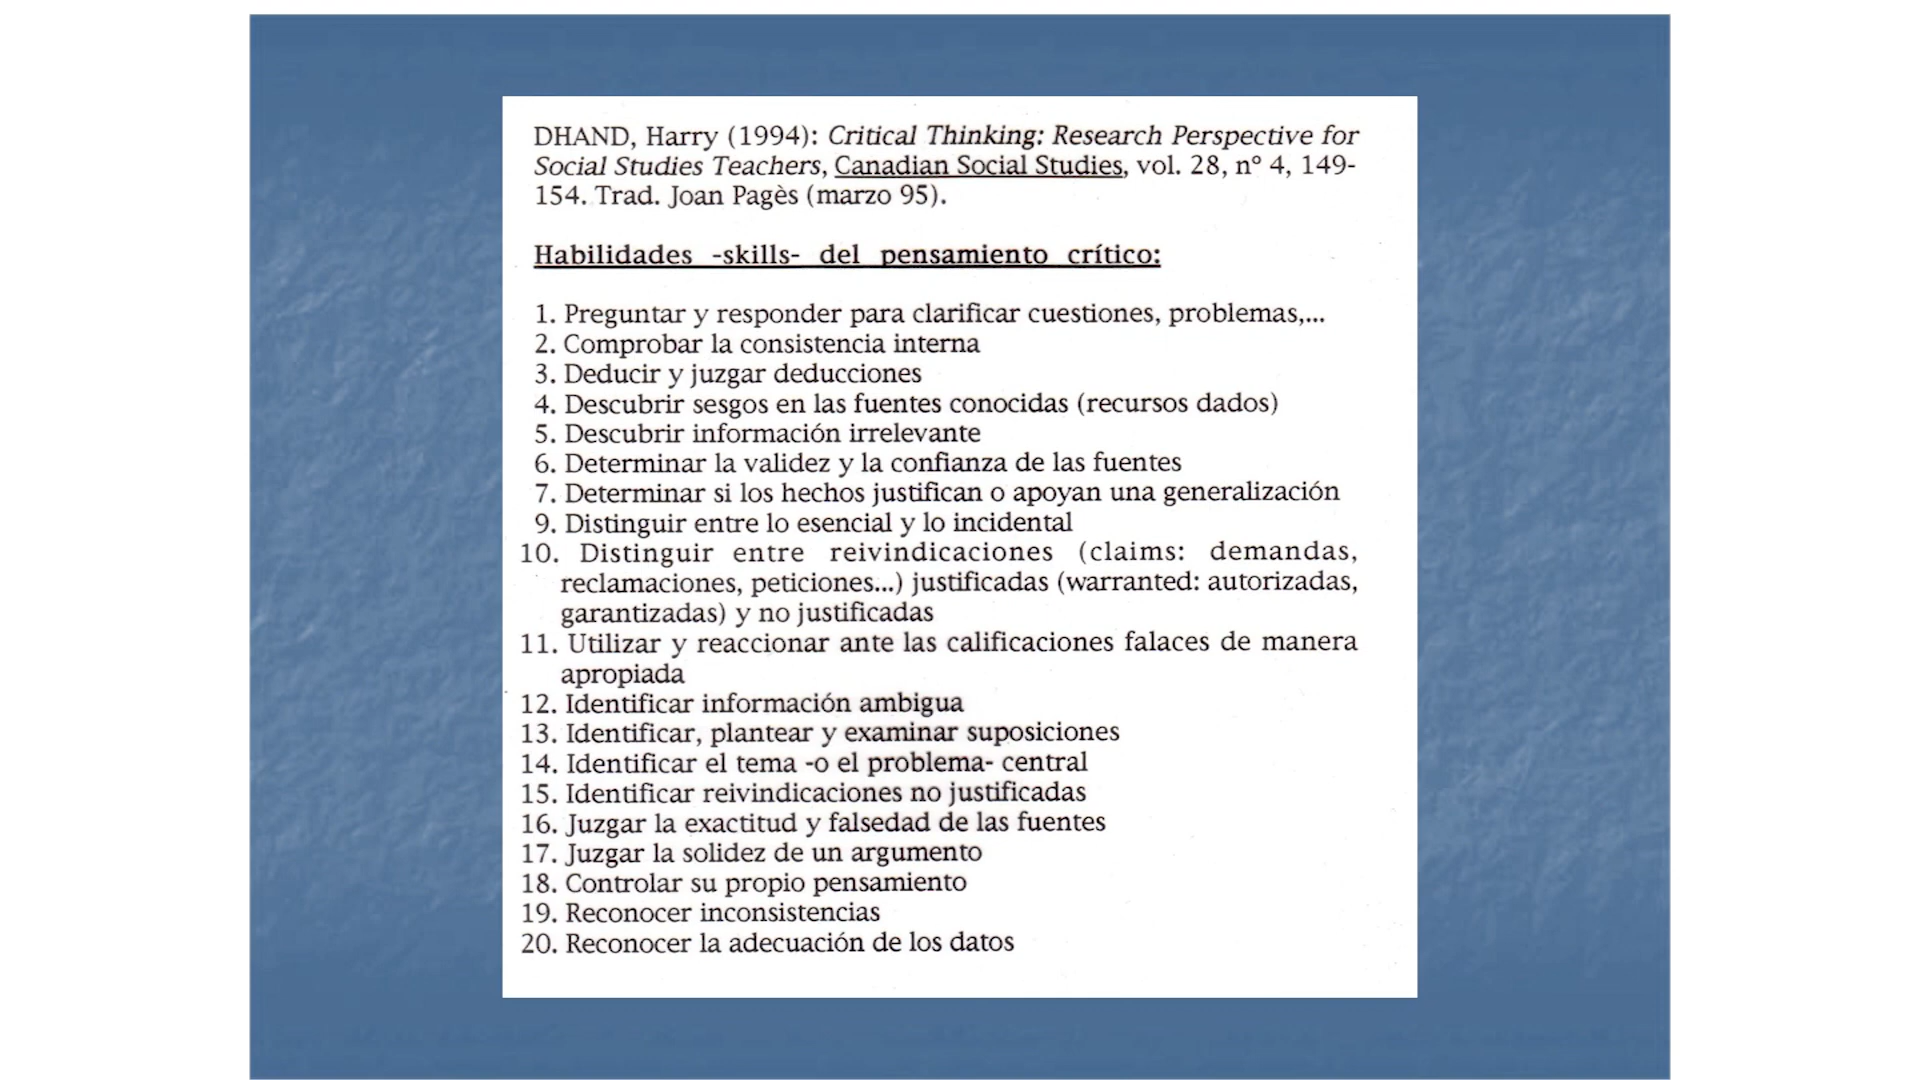 DHAND, Harry (1994): Critical Thinking: Research Perspective for
Social Studies Teachers, Canadian Social Studies, vol. 28, nº 4, 149-
154. Trad. Joan Pagès (marzo 95).
Habilidades -skills- del pensamiento crítico:
1. Preguntar y responder para clarificar cuestiones, problemas,...
2. Comprobar la consistencia interna
3. Deducir y juzgar deducciones
4. Descubrir sesgos en las fuentes conocidas (recursos dados)
5. Descubrir información irrelevante
6. Determinar la validez y la confianza de las fuentes
7. Determinar si los hechos justifican o apoyan una generalización
9. Distinguir entre lo esencial y lo incidental
10. Distinguir entre reivindicaciones (claims: demandas,
reclamaciones, peticiones...) justificadas (warranted: autorizadas,
garantizadas) y no justificadas
11. Utilizar y reaccionar ante las calificaciones falaces de manera
apropiada
12. Identificar información ambigua
13. Identificar, plantear y examinar suposiciones
14. Identificar el tema -o el problema- central
15. Identificar reivindicaciones no justificadas
16. Juzgar la exactitud y falsedad de las fuentes
17. Juzgar la solidez de un argumento
18. Controlar su propio pensamiento
19. Reconocer inconsistencias
20. Reconocer la adecuación de los datos